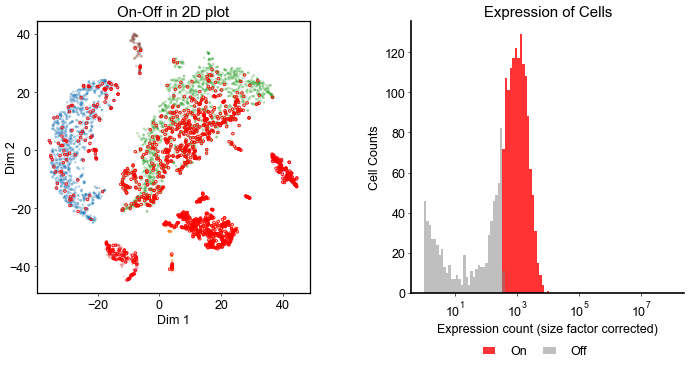 On-Off in 2D plot
Dim 2
40
20
0
−20
−40
−20 0 20 40
Dim 1
Expression of Cells
Cell Counts
120
100
80
60
40
20
0
10^1 10^3 10^5 10^7
Expression count (size factor corrected)
On Off